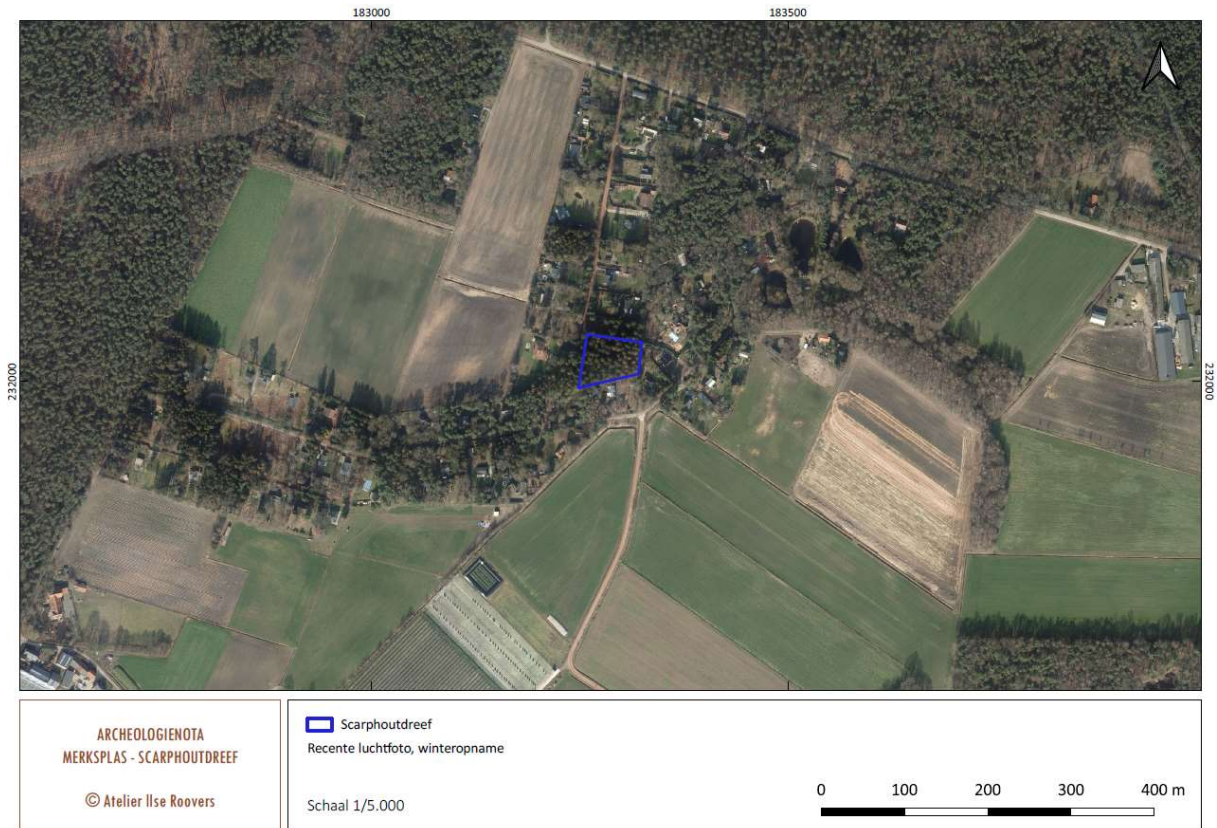 183000
183500
232000
232000
ARCHEOLOGIENOTA
MERKSPLAS - SCARPHOUTDREEF
© Atelier Ilse Roovers
Scarphoutdreef
Recente luchtfoto, winteropname
Schaal 1/5.000
0 100 200 300 400 m